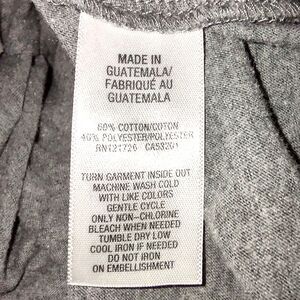 MADE IN
GUATEMALA/
FABRIQUÉ AU
GUATEMALA
60% COTTON/COTON
40% POLYESTER/POLYESTER
RN121726 CA53201
TURN GARMENT INSIDE OUT
MACHINE WASH COLD
WITH LIKE COLORS
GENTLE CYCLE
ONLY NON-CHLORINE
BLEACH WHEN NEEDED
TUMBLE DRY LOW
COOL IRON IF NEEDED
DO NOT IRON
ON EMBELLISHMENT